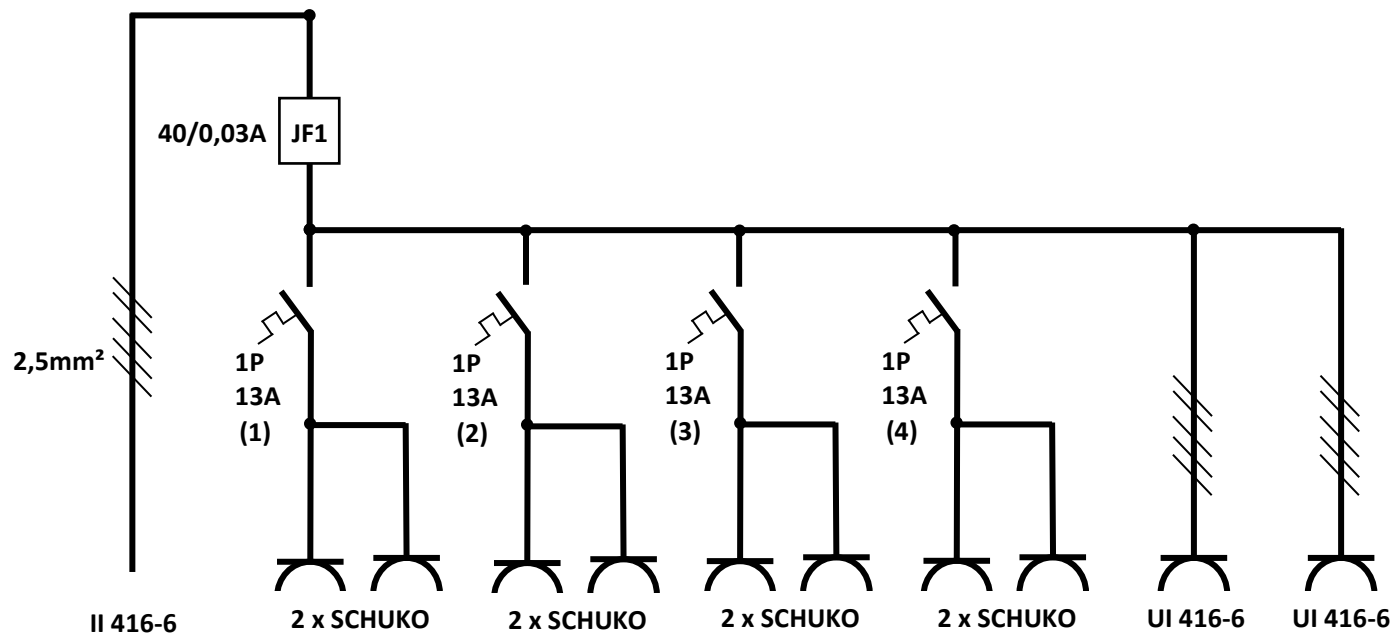 40/0,03A
JF1
2,5mm²
1P
13A
(1)
1P
13A
(2)
1P
13A
(3)
1P
13A
(4)
II 416-6
2 x SCHUKO
2 x SCHUKO
2 x SCHUKO
2 x SCHUKO
UI 416-6
UI 416-6